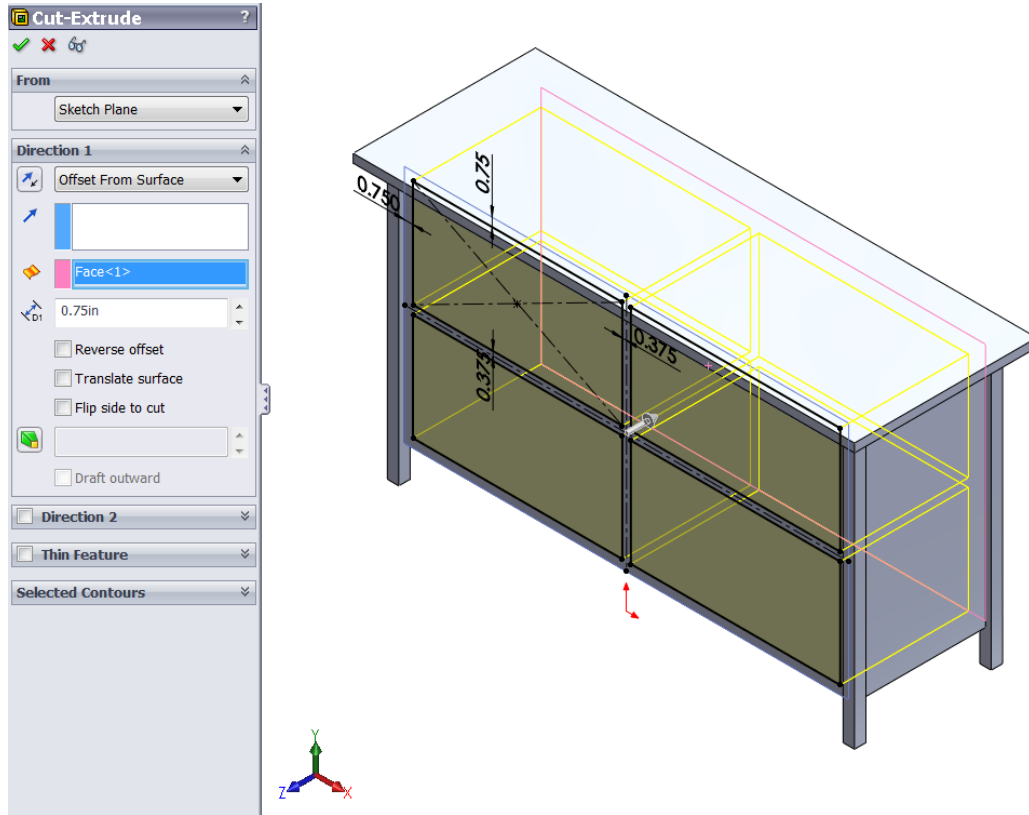 Cut-Extrude ?
From
Sketch Plane
Direction 1
Offset From Surface
Face<1>
D1 0.75in
Reverse offset
Translate surface
Flip side to cut
Draft outward
Direction 2
Thin Feature
Selected Contours
0.75
0.750
0.375
0.375
Y
Z
X